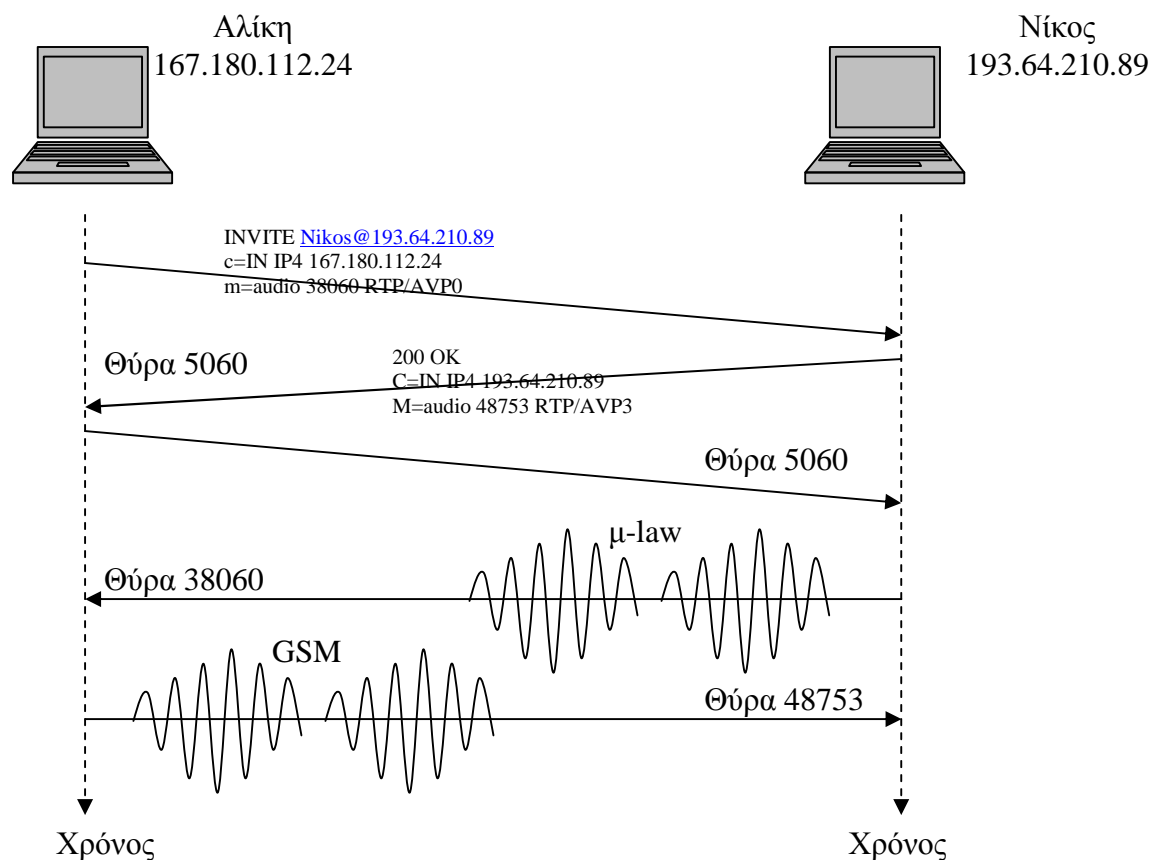 Αλίκη
167.180.112.24
Νίκος
193.64.210.89
INVITE Nikos@193.64.210.89
c=IN IP4 167.180.112.24
m=audio 38060 RTP/AVP0
Θύρα 5060
200 OK
C=IN IP4 193.64.210.89
M=audio 48753 RTP/AVP3
Θύρα 5060
μ-law
Θύρα 38060
GSM
Θύρα 48753
Χρόνος
Χρόνος